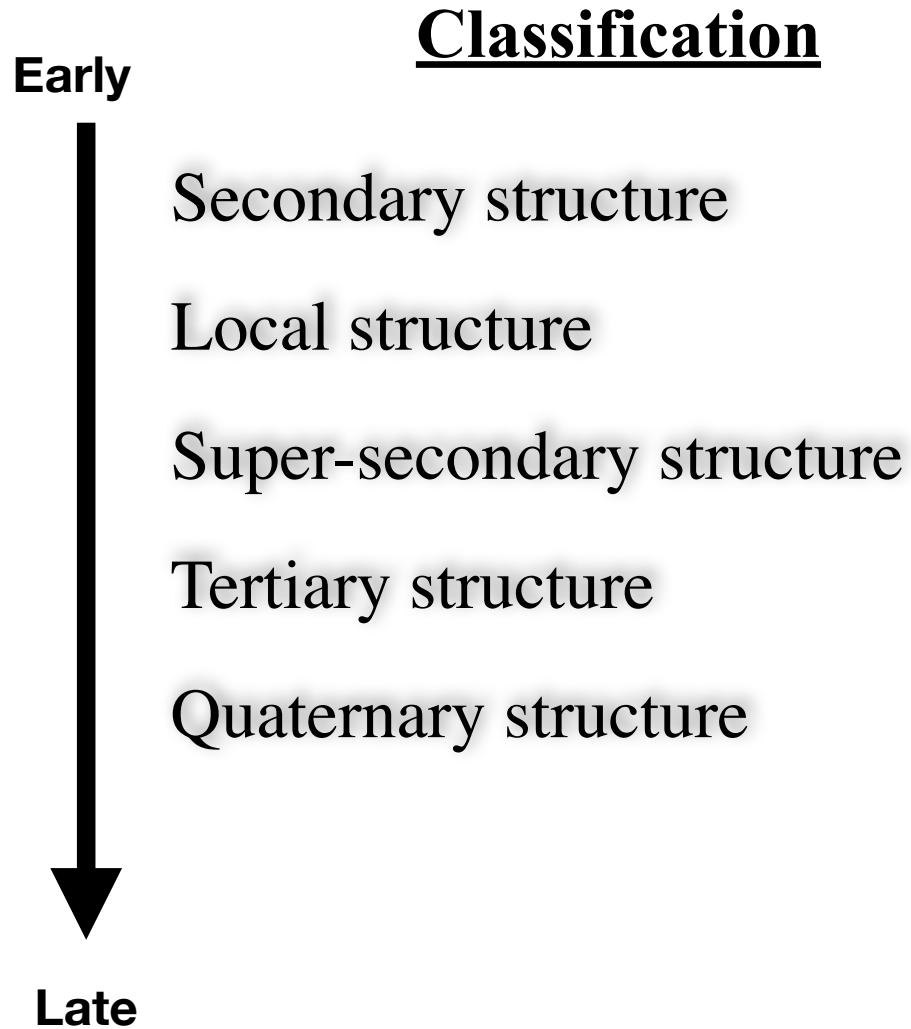 Classification
Early
Secondary structure
Local structure
Super-secondary structure
Tertiary structure
Quaternary structure
Late